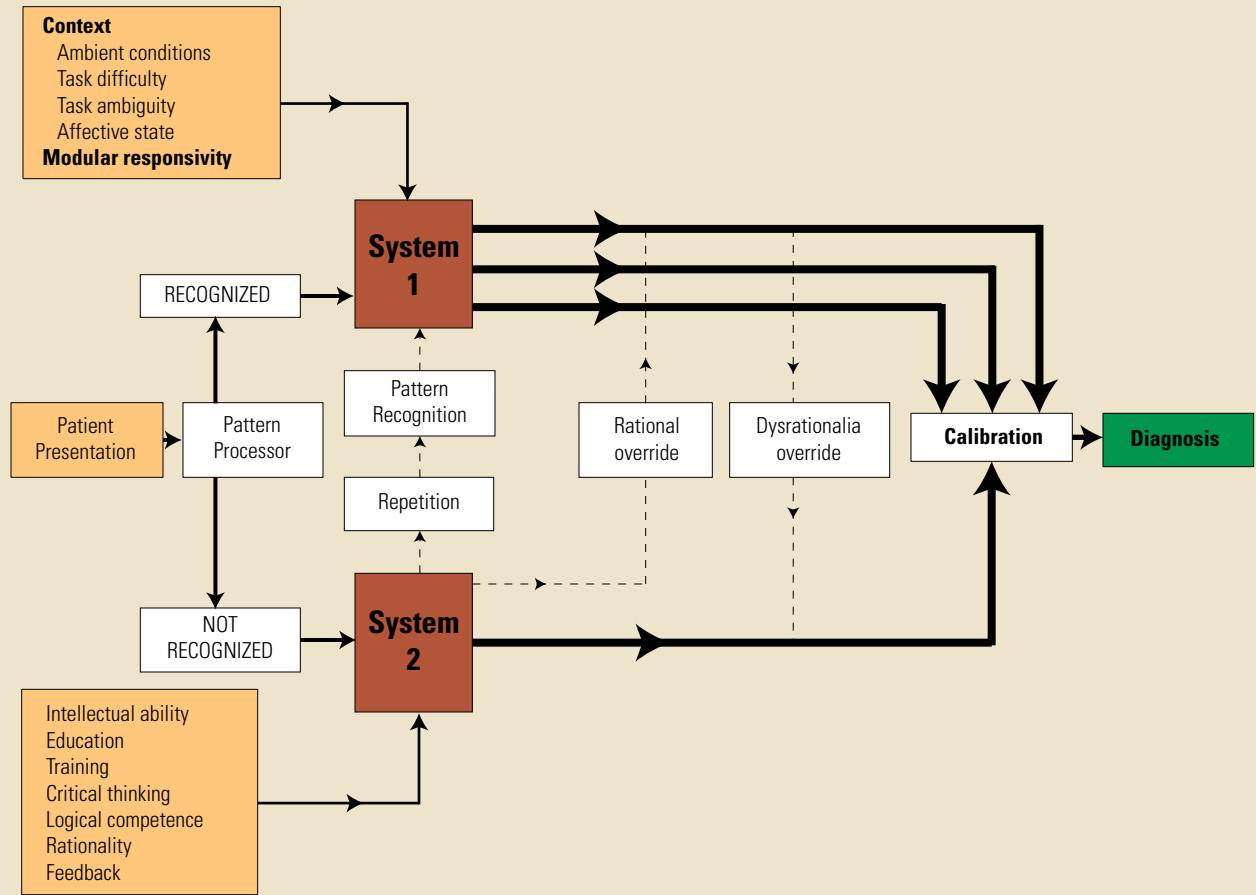 Context
Ambient conditions
Task difficulty
Task ambiguity
Affective state
Modular responsivity
System
1
RECOGNIZED
Patient
Presentation
Pattern
Processor
Pattern
Recognition
Repetition
Rational
override
Dysrationalia
override
Calibration
Diagnosis
NOT
RECOGNIZED
System
2
Intellectual ability
Education
Training
Critical thinking
Logical competence
Rationality
Feedback